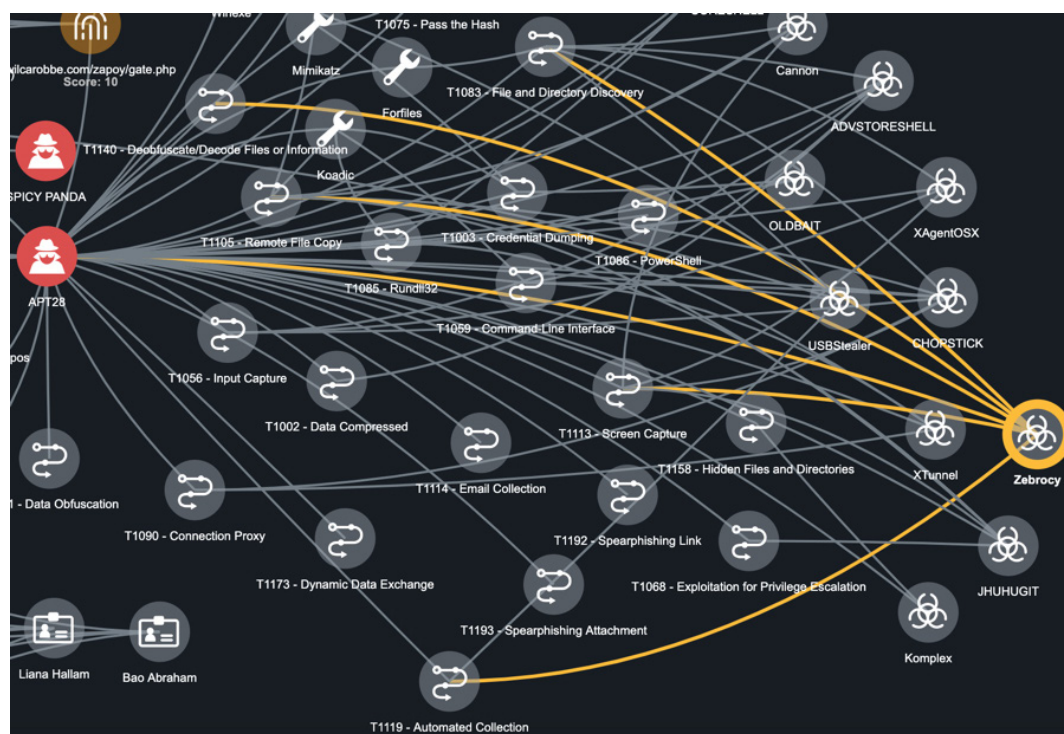 Winexe
T1075 - Pass the Hash
ilcarobbe.com/zapoy/gate.php
Score: 10
Mimikatz
Forfiles
T1083 - File and Directory Discovery
Cannon
ADVSTORESHELL
T1140 - Deobfuscate/Decode Files or Information
SPICY PANDA
Koadic
T1105 - Remote File Copy
T1003 - Credential Dumping
OLDBAIT
XAgentOSX
T1086 - PowerShell
T1085 - Rundll32
APT28
T1059 - Command-Line Interface
USBStealer
CHOPSTICK
pos
T1056 - Input Capture
T1002 - Data Compressed
T1113 - Screen Capture
T1158 - Hidden Files and Directories
XTunnel
Zebrocy
1 - Data Obfuscation
T1114 - Email Collection
T1090 - Connection Proxy
T1192 - Spearphishing Link
T1173 - Dynamic Data Exchange
T1068 - Exploitation for Privilege Escalation
JHUHUGIT
T1193 - Spearphishing Attachment
Komplex
Liana Hallam
Bao Abraham
T1119 - Automated Collection